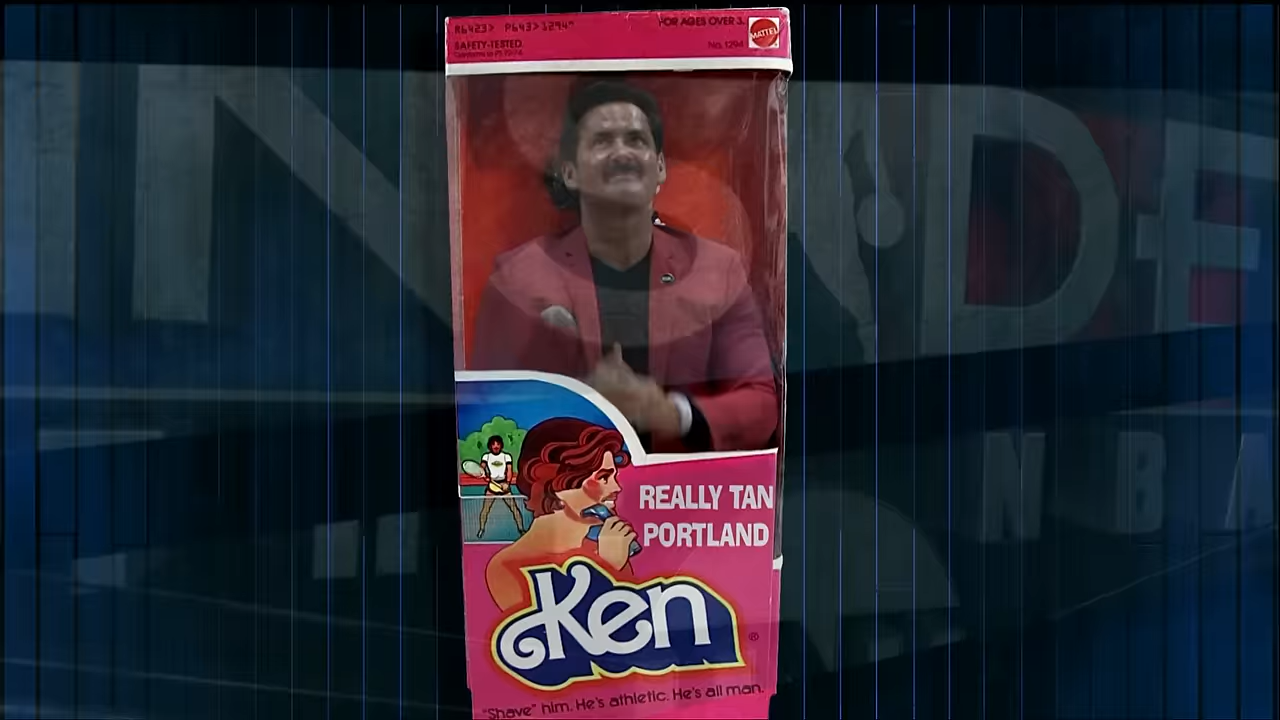 FOR AGES OVER 3.
SAFETY-TESTED.
No. 1294
MATTEL
REALLY TAN
PORTLAND
Ken
®
"Shave" him. He's athletic. He's all man.
NBA